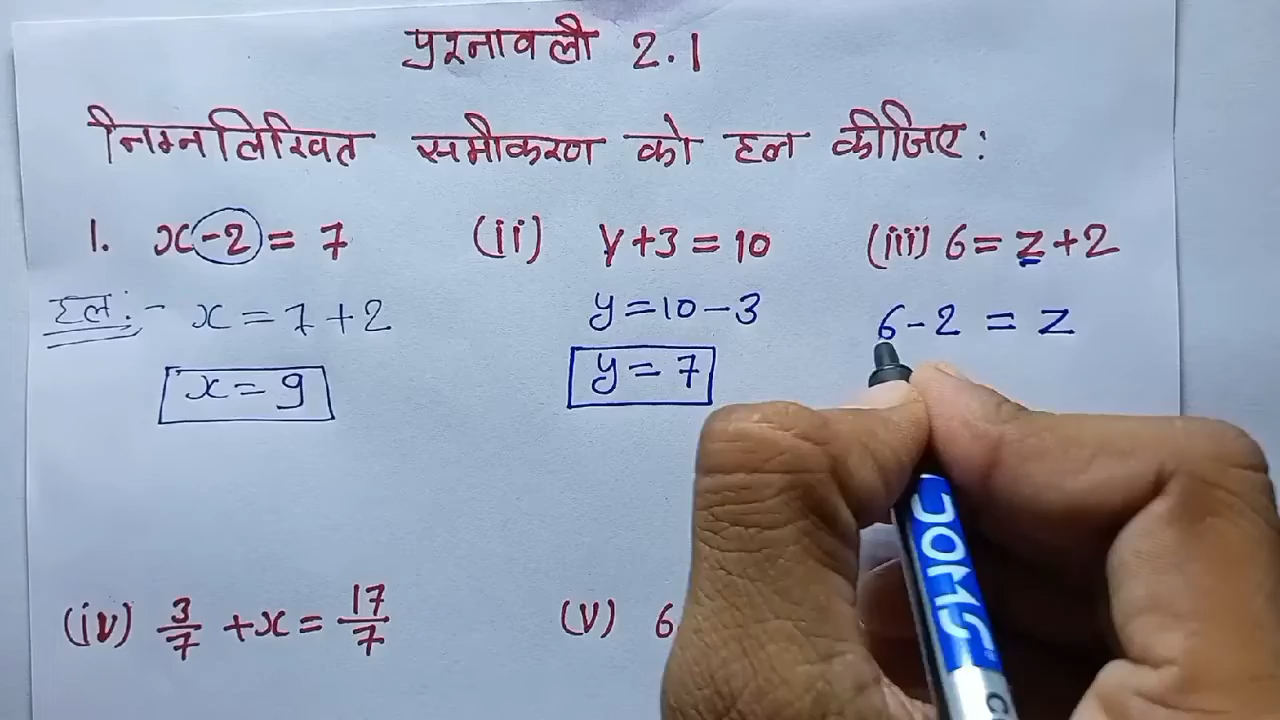 प्रश्नावली 2.1
निम्नलिखित समीकरण को हल कीजिए:
1. x-2 = 7 (ii) y+3 = 10 (iii) 6 = z+2
हल:- x = 7+2 y = 10-3 6-2 = z
x = 9 y = 7
(iv) 3/7 + x = 17/7 (v) 6
DOMS